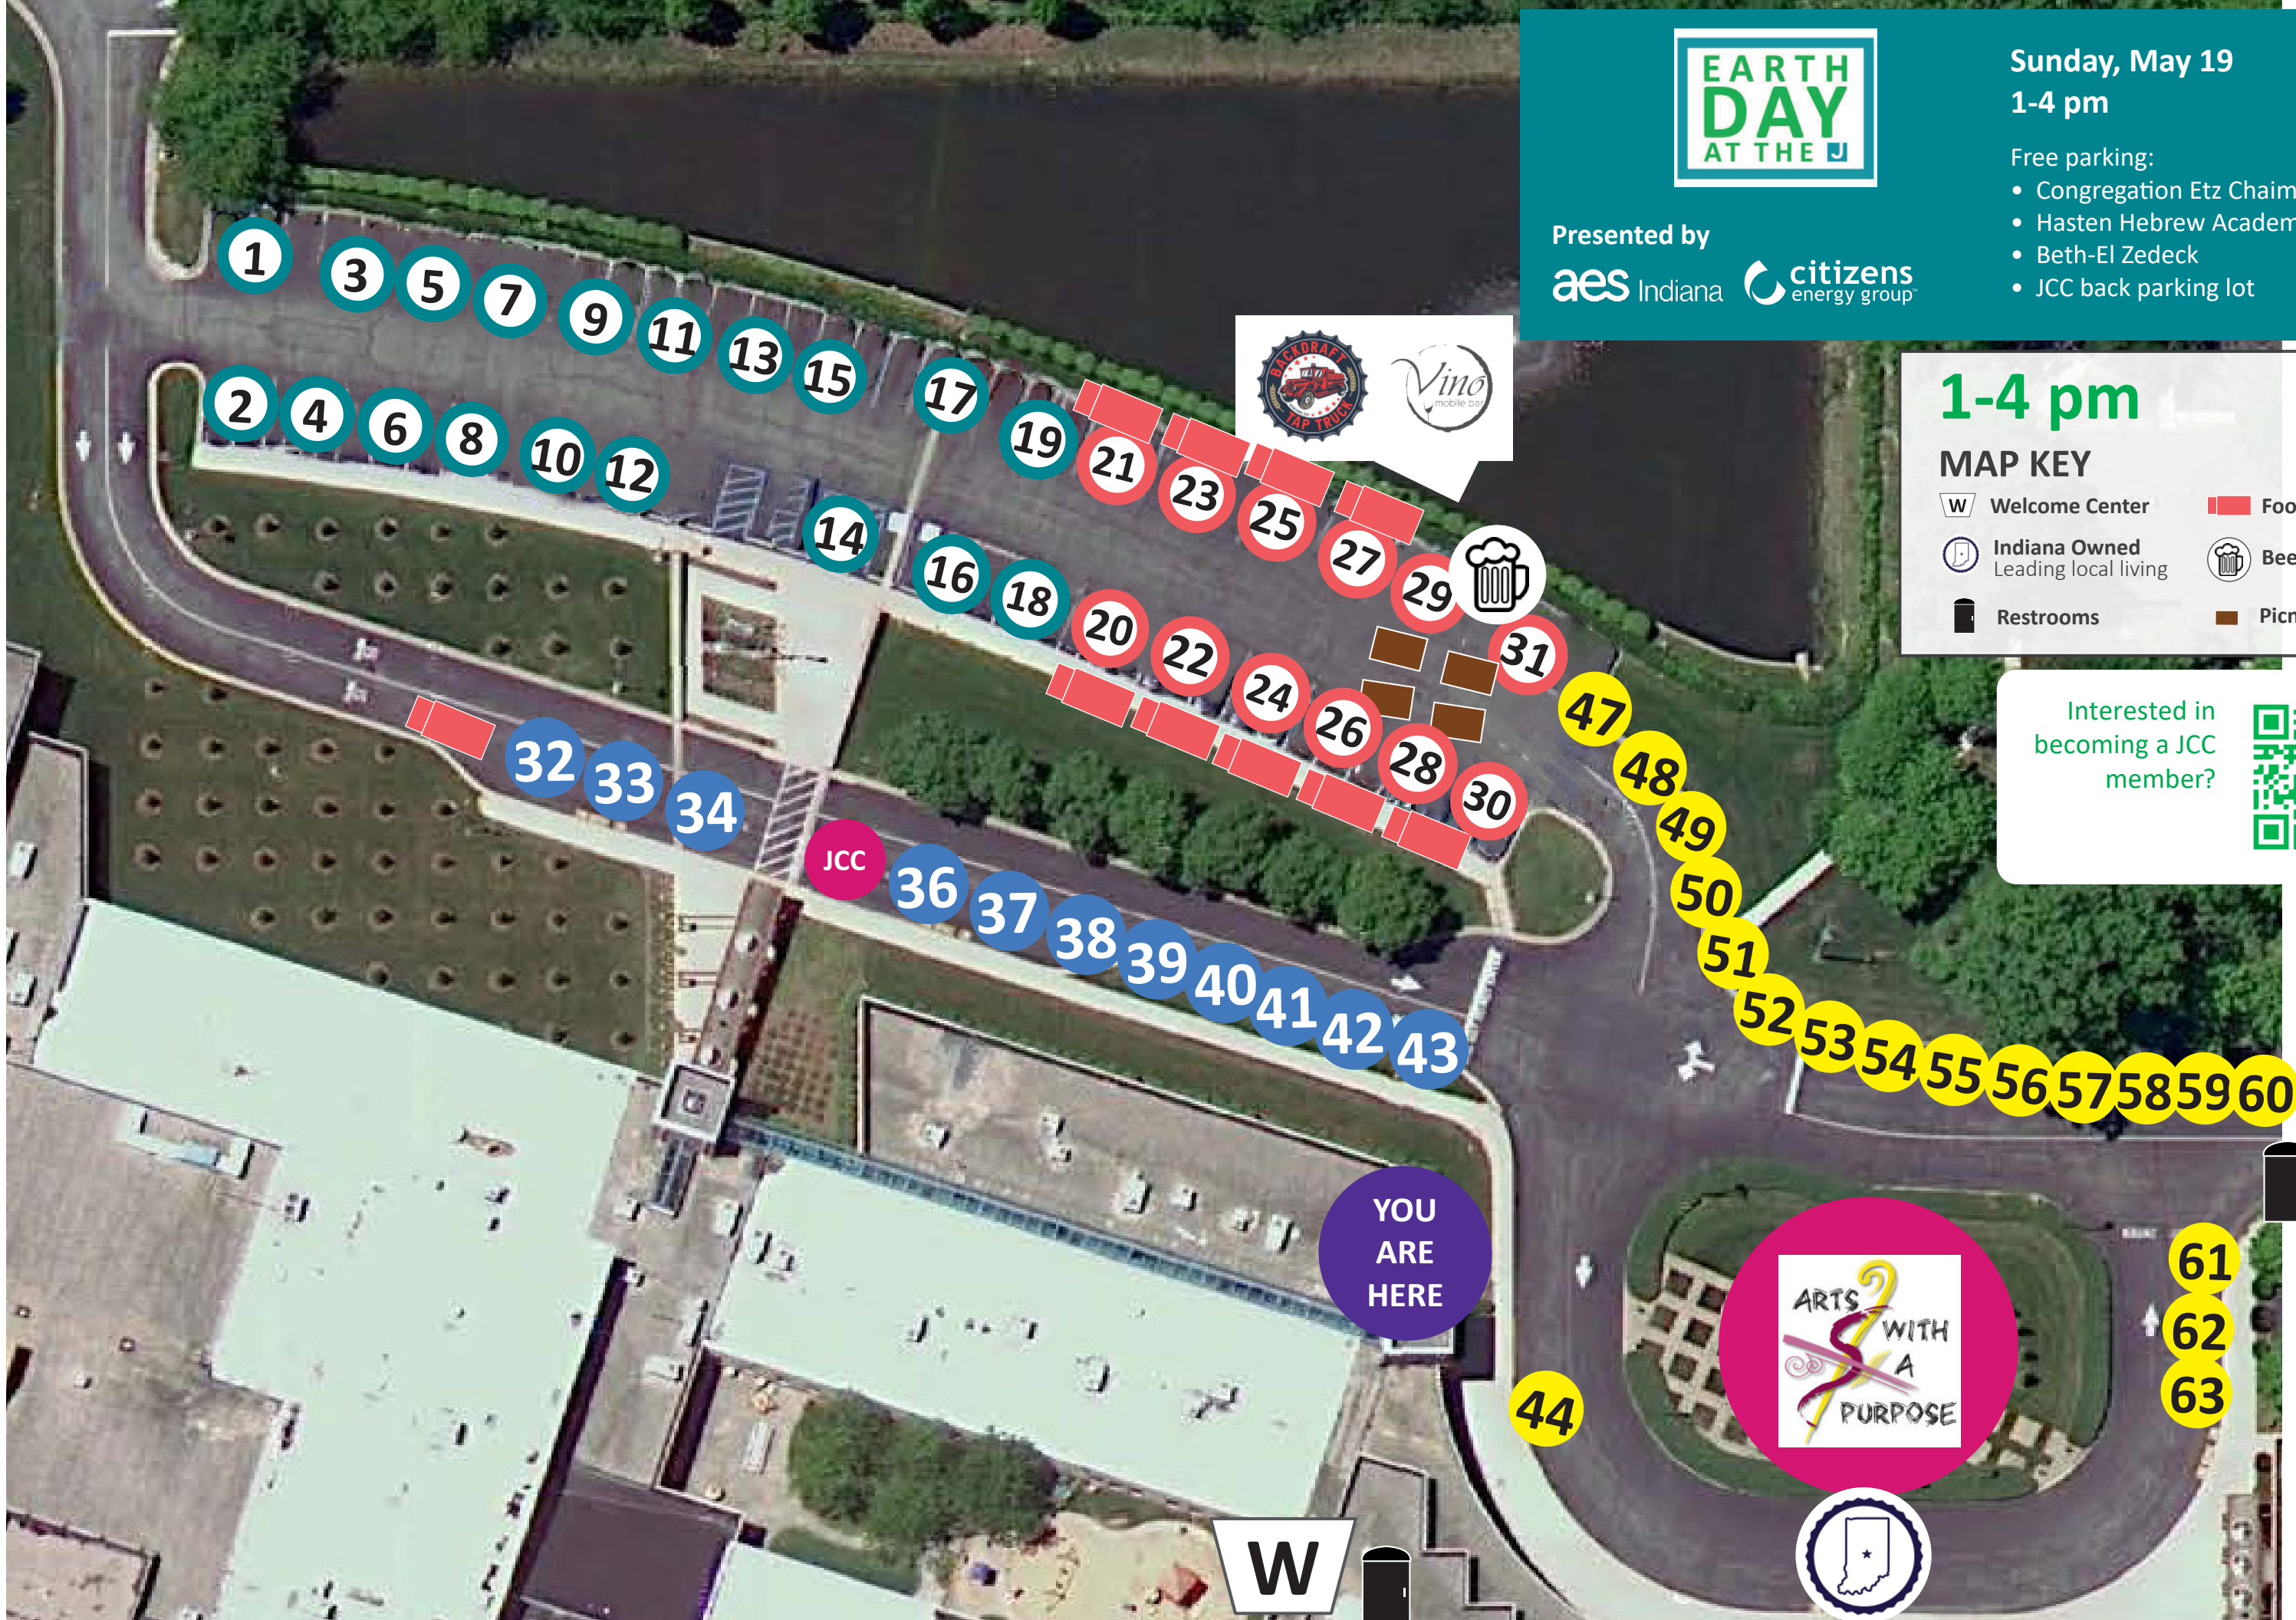 EARTH
DAY
AT THE J
Presented by
aes Indiana
citizens
energy group
Sunday, May 19
1-4 pm
Free parking:
• Congregation Etz Chaim
• Hasten Hebrew Academ
• Beth-El Zedeck
• JCC back parking lot
1-4 pm
MAP KEY
W Welcome Center
Foo
Indiana Owned
Leading local living
Bee
Restrooms
Picn
Interested in
becoming a JCC
member?
BACKDRAFT
TAP TRUCK
Vino
mobile bar
1
3
5
7
9
11
13
15
17
19
21
23
25
27
29
31
2
4
6
8
10
12
14
16
18
20
22
24
26
28
30
32
33
34
JCC
36
37
38
39
40
41
42
43
47
48
49
50
51
52
53
54
55
56
57
58
59
60
61
62
63
44
YOU
ARE
HERE
ARTS
WITH
A
PURPOSE
W